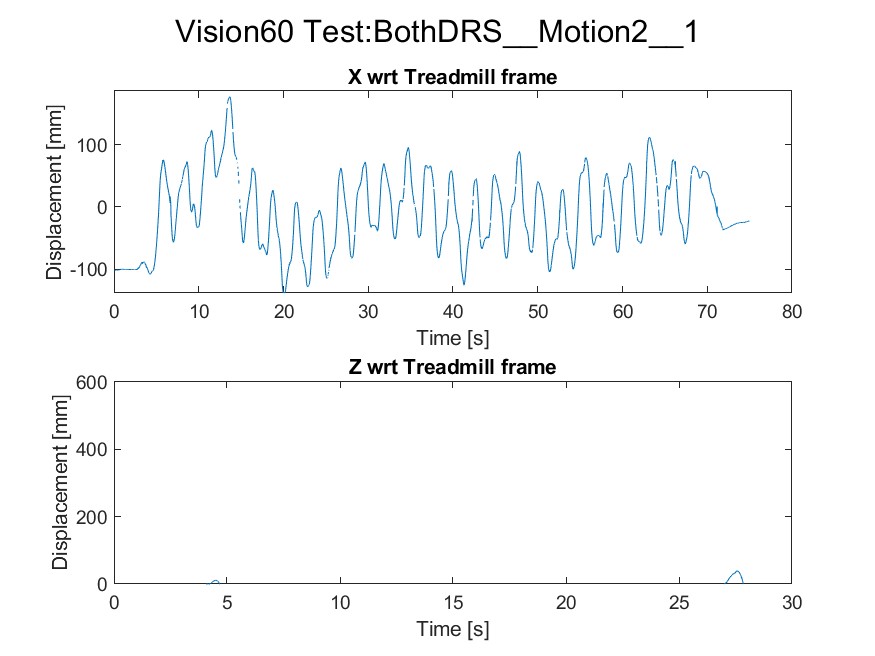 Vision60 Test:BothDRS__Motion2__1
X wrt Treadmill frame
Displacement [mm]
100
0
-100
0 10 20 30 40 50 60 70 80
Time [s]
Z wrt Treadmill frame
Displacement [mm]
600
400
200
0
0 5 10 15 20 25 30
Time [s]